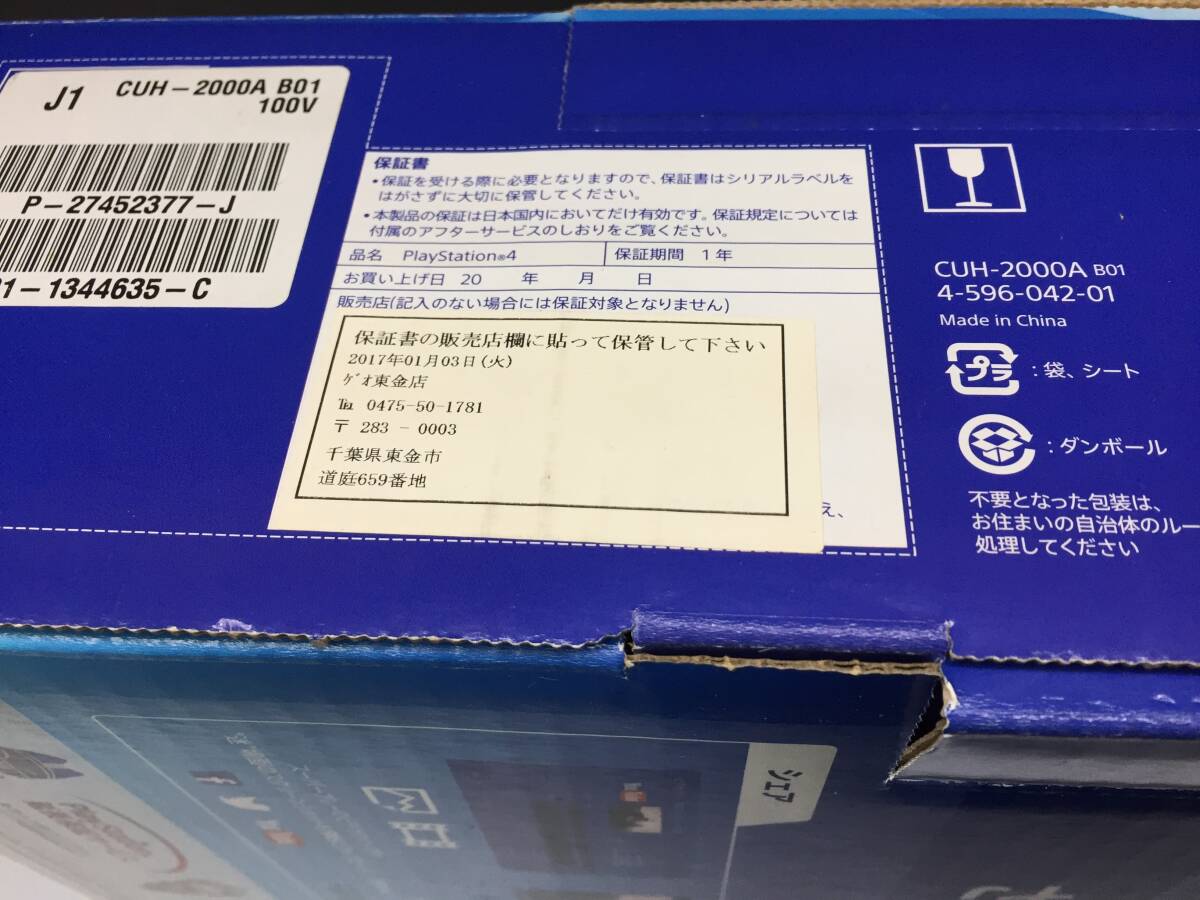 J1 CUH-2000A B01
100V
P-27452377-J
1-1344635-C
保証書
・保証を受ける際に必要となりますので、保証書はシリアルラベルを
はがさずに大切に保管してください。
・本製品の保証は日本国内においてだけ有効です。保証規定については
付属のアフターサービスのしおりをご覧ください。
品名 PlayStation®4 保証期間 1年
お買い上げ日 20 年 月 日
販売店(記入のない場合には保証対象となりません)
保証書の販売店欄に貼って保管して下さい
2017年01月03日(火)
ｹﾞｵ東金店
℡ 0475-50-1781
〒 283 - 0003
千葉県東金市
道庭659番地
え、
CUH-2000A B01
4-596-042-01
Made in China
プラ :袋、シート
:ダンボール
不要となった包装は、
お住まいの自治体のルー
処理してください
シェア